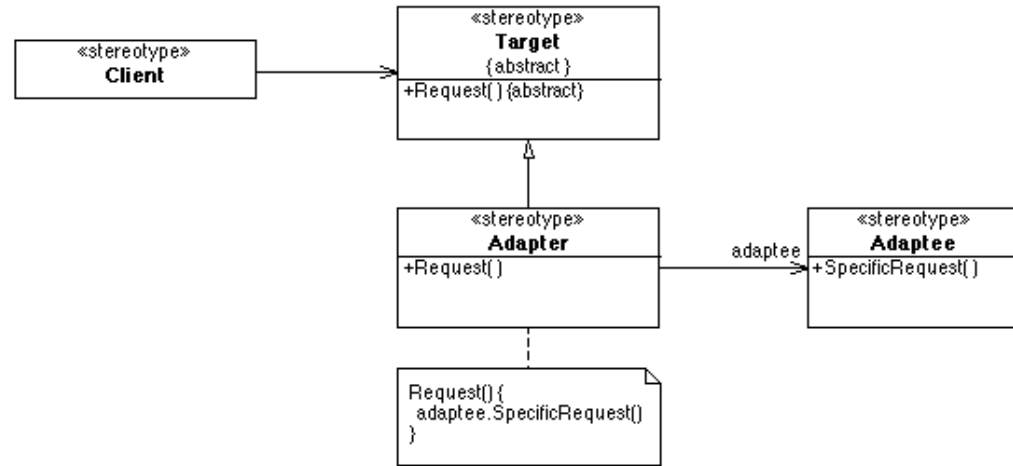 «stereotype»
Client
«stereotype»
Target
{abstract}
+Request() {abstract}
«stereotype»
Adapter
+Request()
adaptee
«stereotype»
Adaptee
+SpecificRequest()
Request() {
adaptee.SpecificRequest()
}